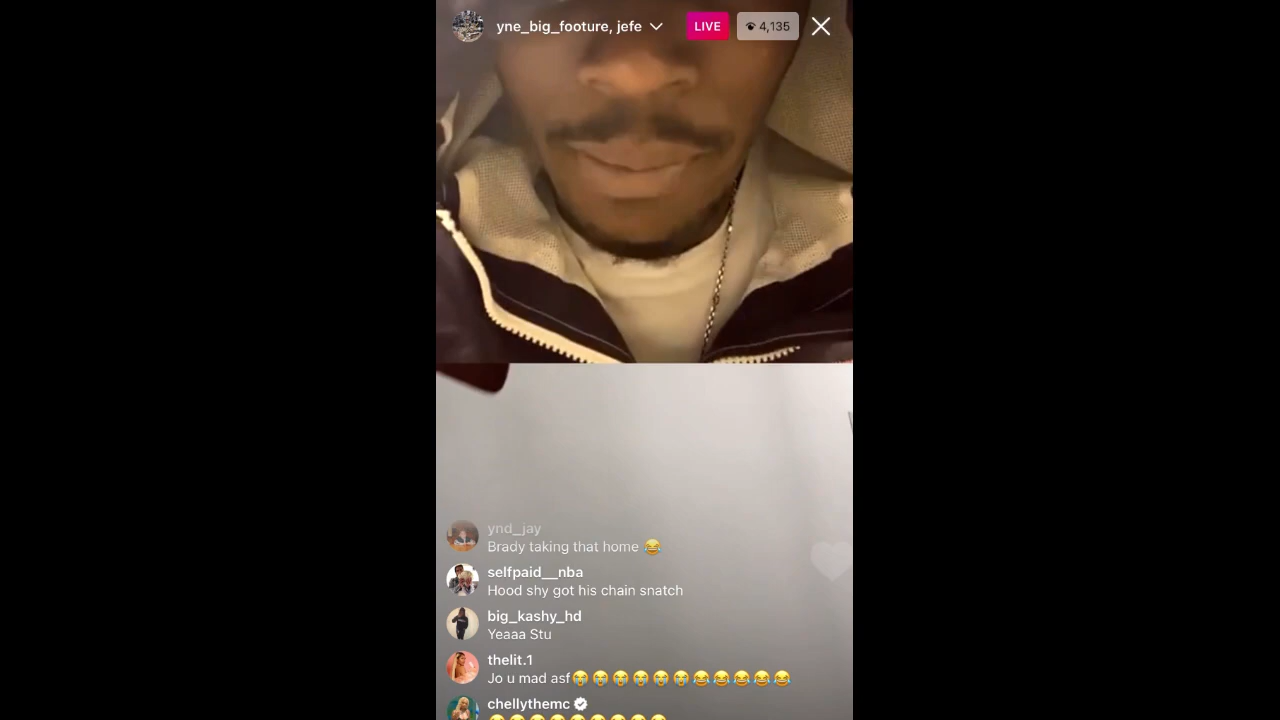 yne_big_footure, jefe
LIVE
4,135
ynd_jay
Brady taking that home 😂
selfpaid__nba
Hood shy got his chain snatch
big_kashy_hd
Yeaaa Stu
thelit.1
Jo u mad asf😭😭😭😭😭😭😂😂😂😂😂
chellythemc